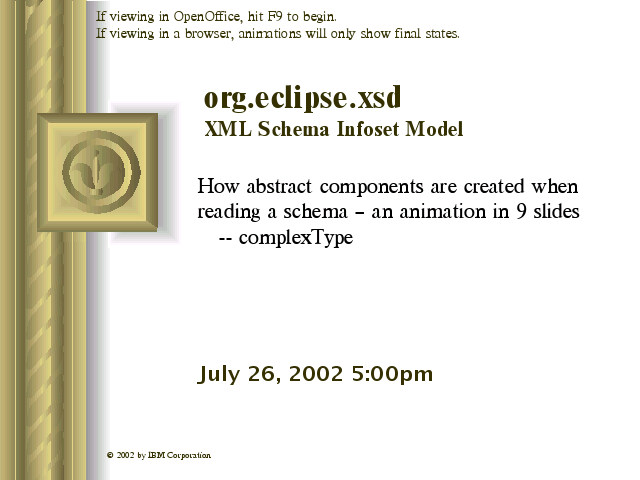 If viewing in OpenOffice, hit F9 to begin.
If viewing in a browser, animations will only show final states.
org.eclipse.xsd
XML Schema Infoset Model
How abstract components are created when
reading a schema – an animation in 9 slides
-- complexType
July 26, 2002 5:00pm
© 2002 by IBM Corporation